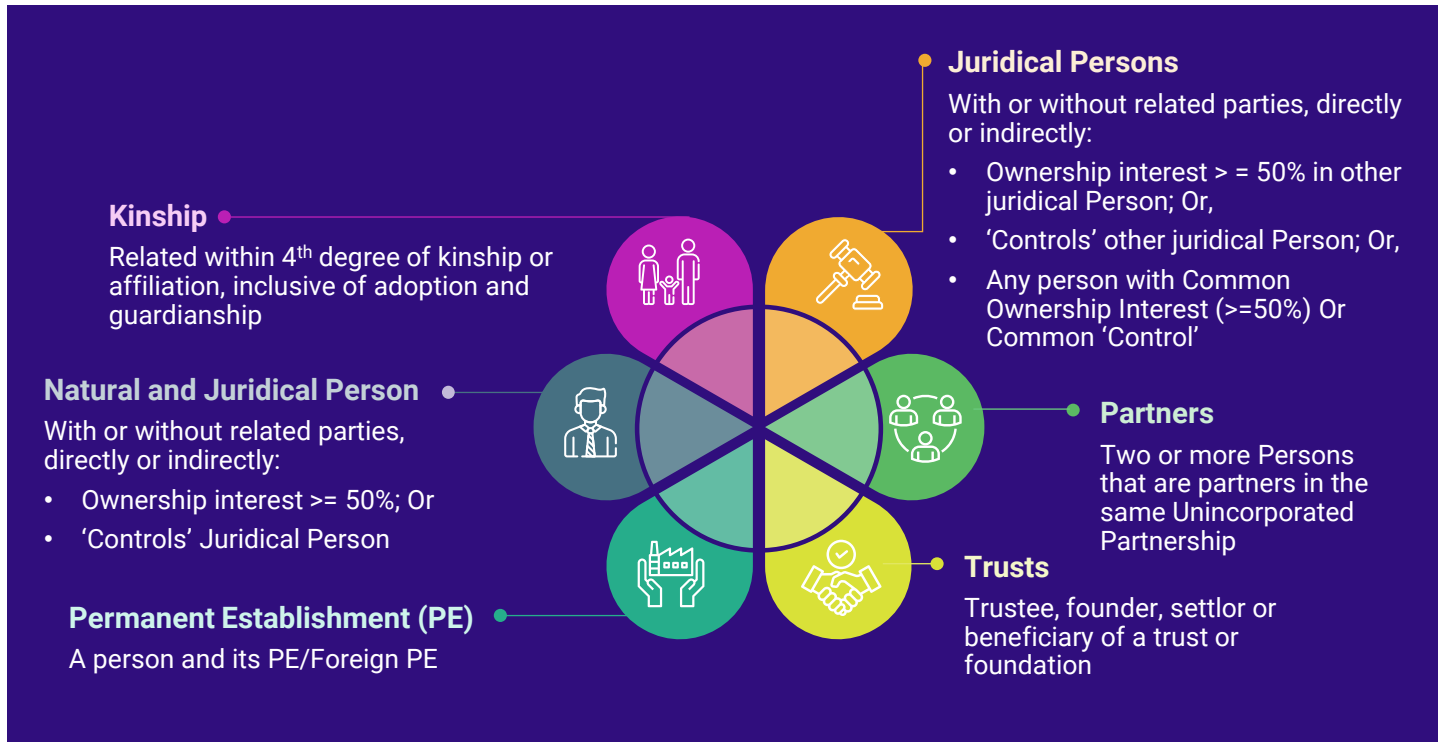 Juridical Persons
With or without related parties, directly
or indirectly:
• Ownership interest > = 50% in other
juridical Person; Or,
• ‘Controls’ other juridical Person; Or,
• Any person with Common
Ownership Interest (>=50%) Or
Common ‘Control’
Kinship
Related within 4th degree of kinship or
affiliation, inclusive of adoption and
guardianship
Natural and Juridical Person
With or without related parties,
directly or indirectly:
• Ownership interest >= 50%; Or
• ‘Controls’ Juridical Person
Partners
Two or more Persons
that are partners in the
same Unincorporated
Partnership
Permanent Establishment (PE)
A person and its PE/Foreign PE
Trusts
Trustee, founder, settlor or
beneficiary of a trust or
foundation